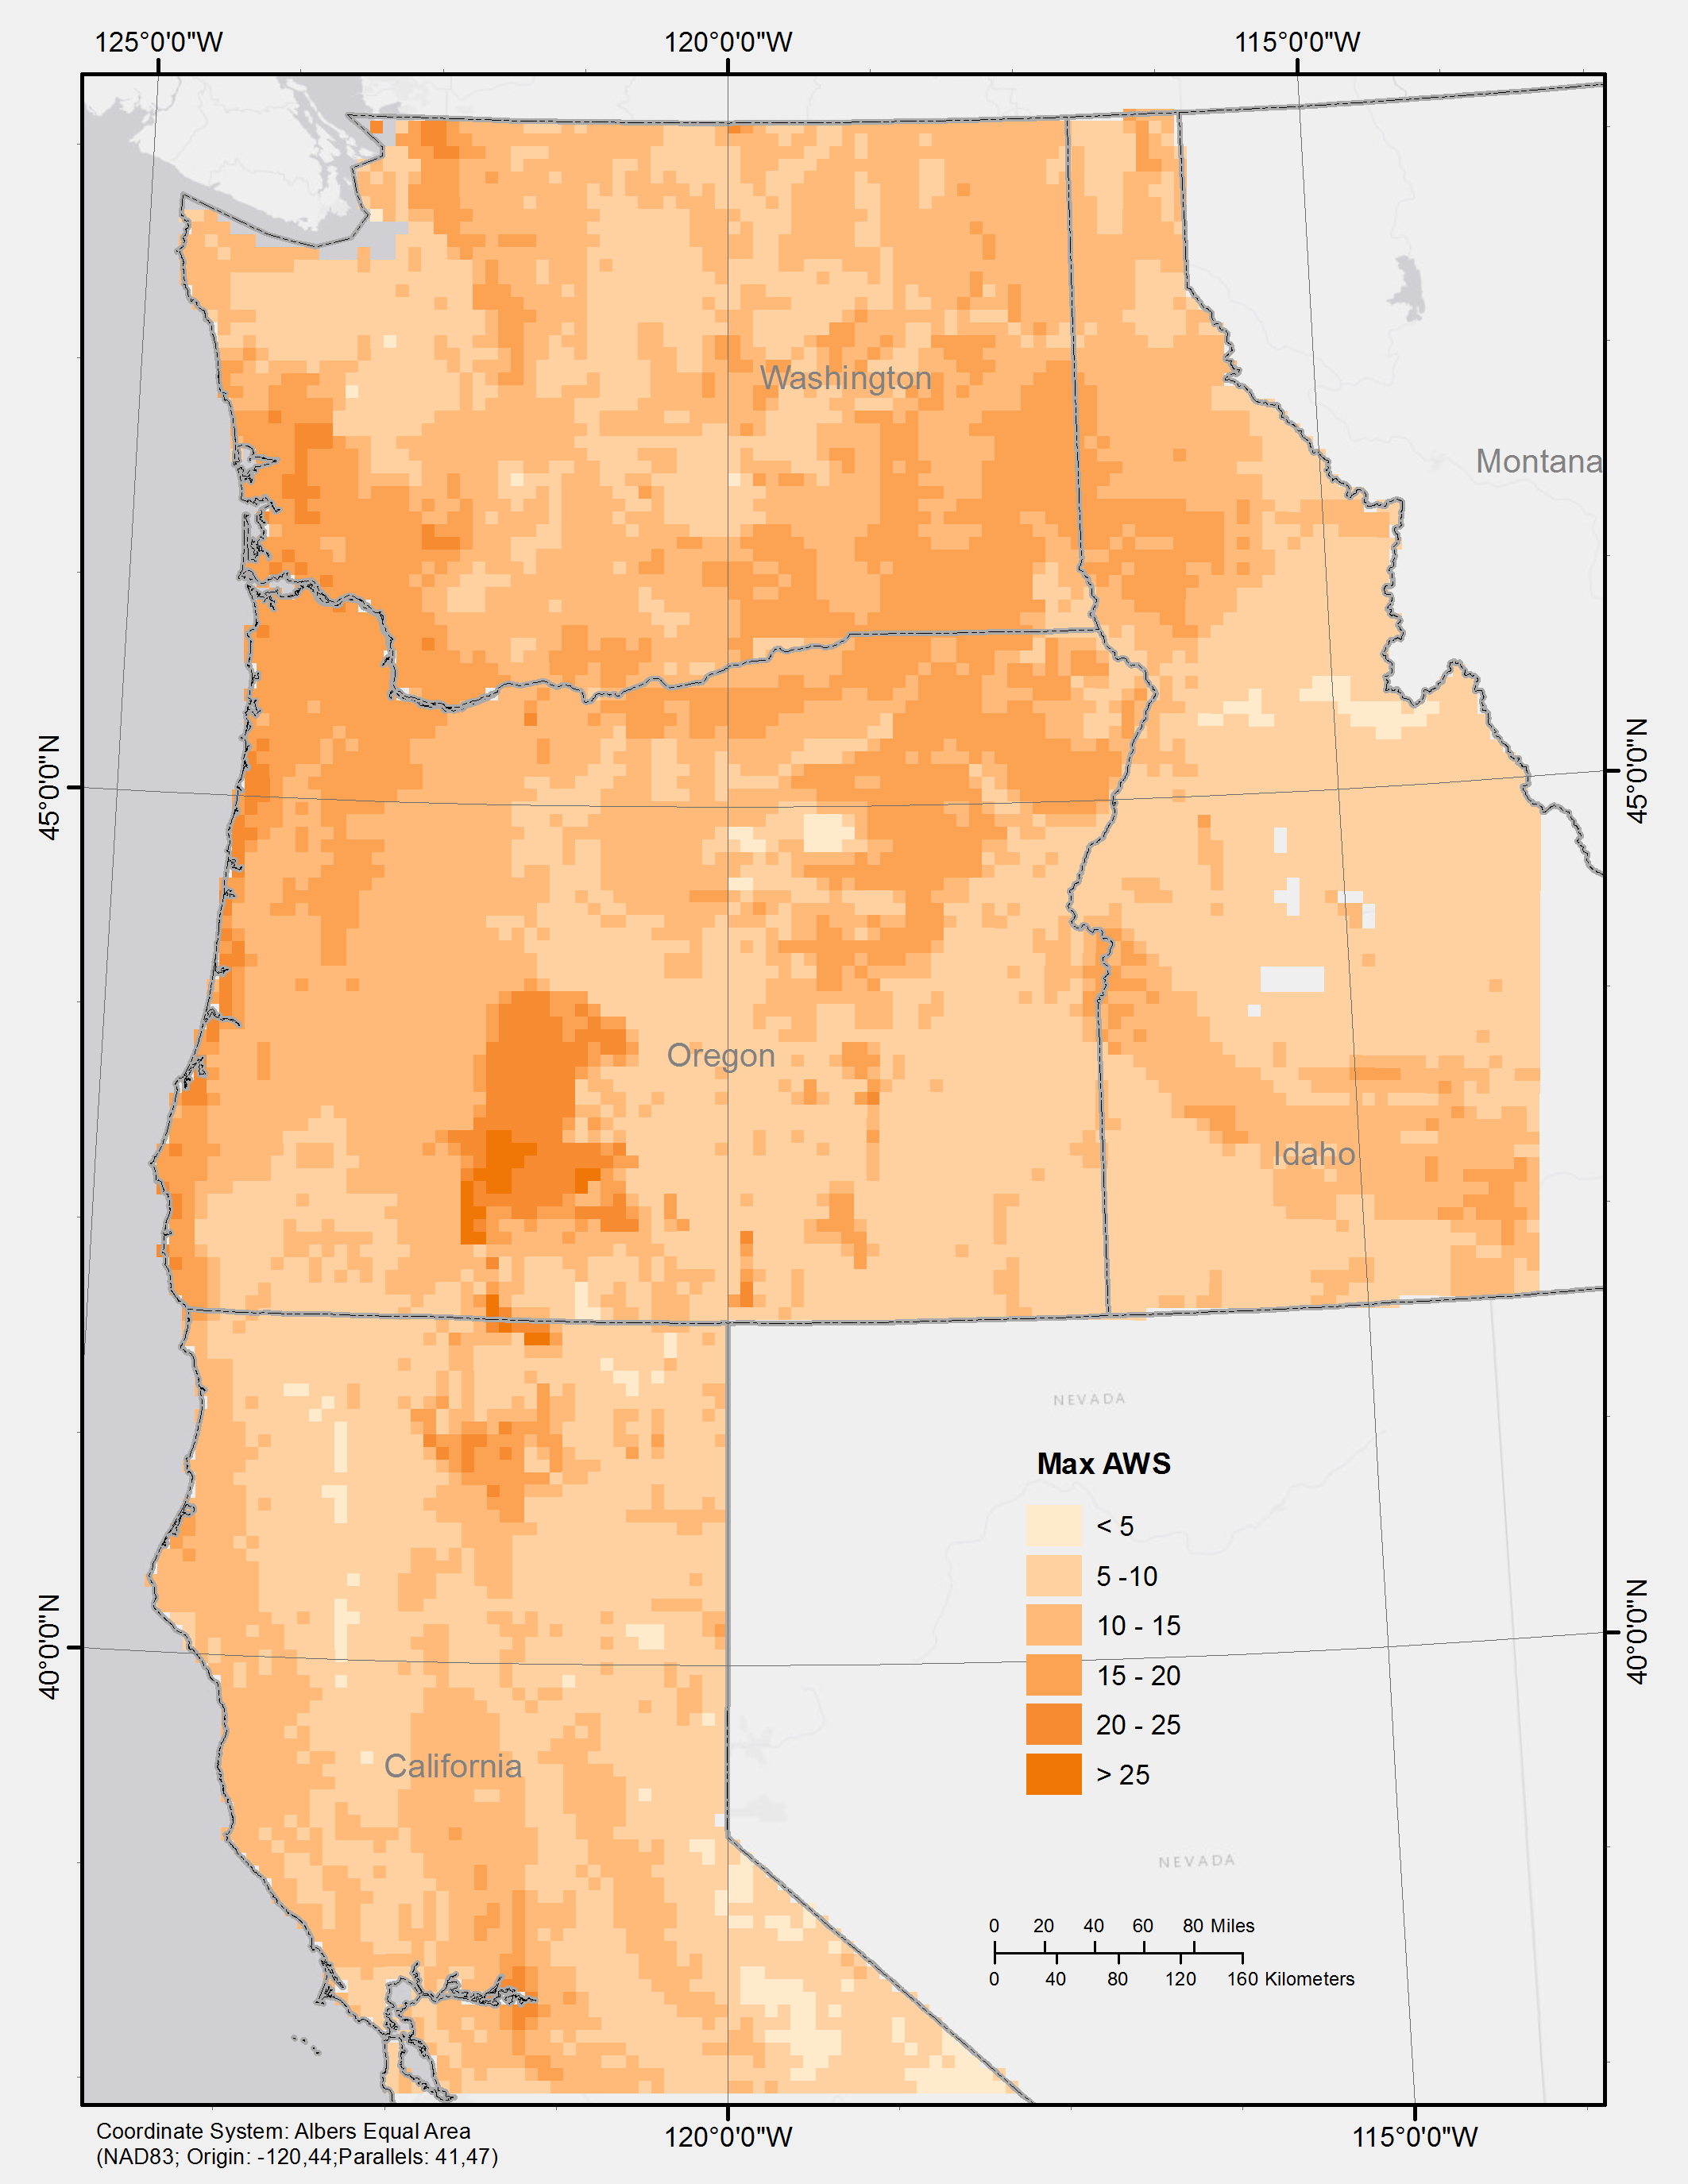 125°0'0"W
120°0'0"W
115°0'0"W
Washington
Montana
45°0'0"N
45°0'0"N
Oregon
Idaho
NEVADA
Max AWS
< 5
5 -10
10 - 15
15 - 20
20 - 25
> 25
40°0'0"N
40°0'0"N
California
NEVADA
0 20 40 60 80 Miles
0 40 80 120 160 Kilometers
Coordinate System: Albers Equal Area
(NAD83; Origin: -120,44;Parallels: 41,47)
120°0'0"W
115°0'0"W